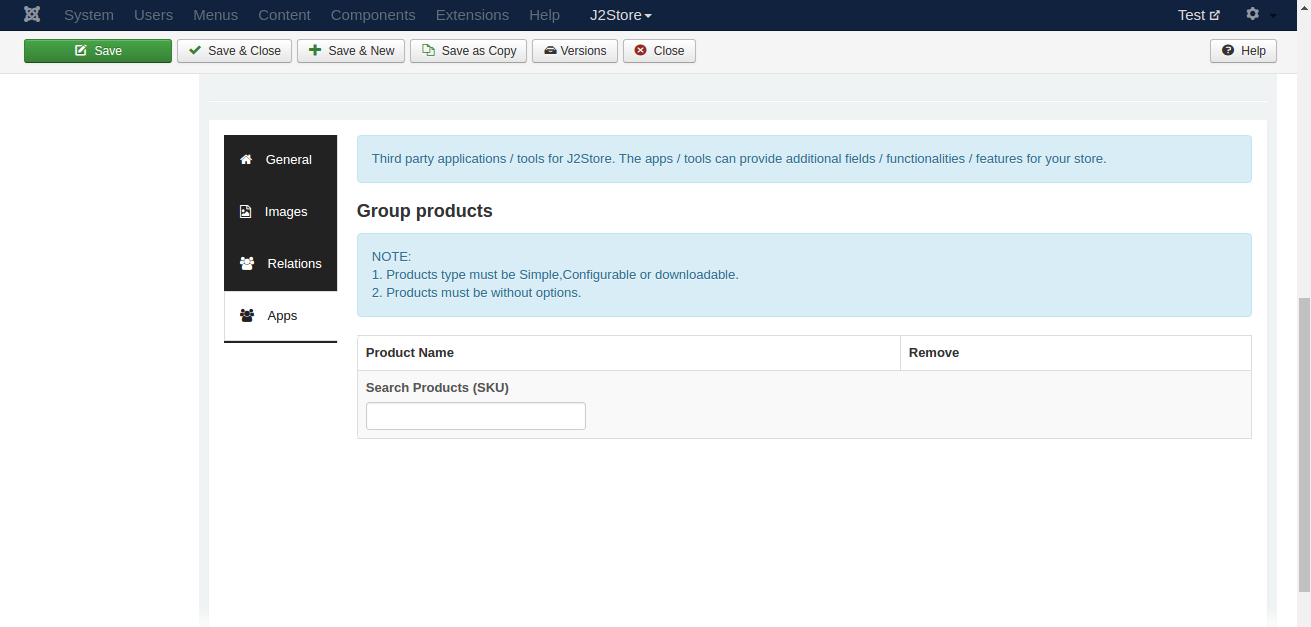 System Users Menus Content Components Extensions Help J2Store Test
Save Save & Close Save & New Save as Copy Versions Close Help
General
Images
Relations
Apps
Third party applications / tools for J2Store. The apps / tools can provide additional fields / functionalities / features for your store.
Group products
NOTE:
1. Products type must be Simple,Configurable or downloadable.
2. Products must be without options.
Product Name Remove
Search Products (SKU)